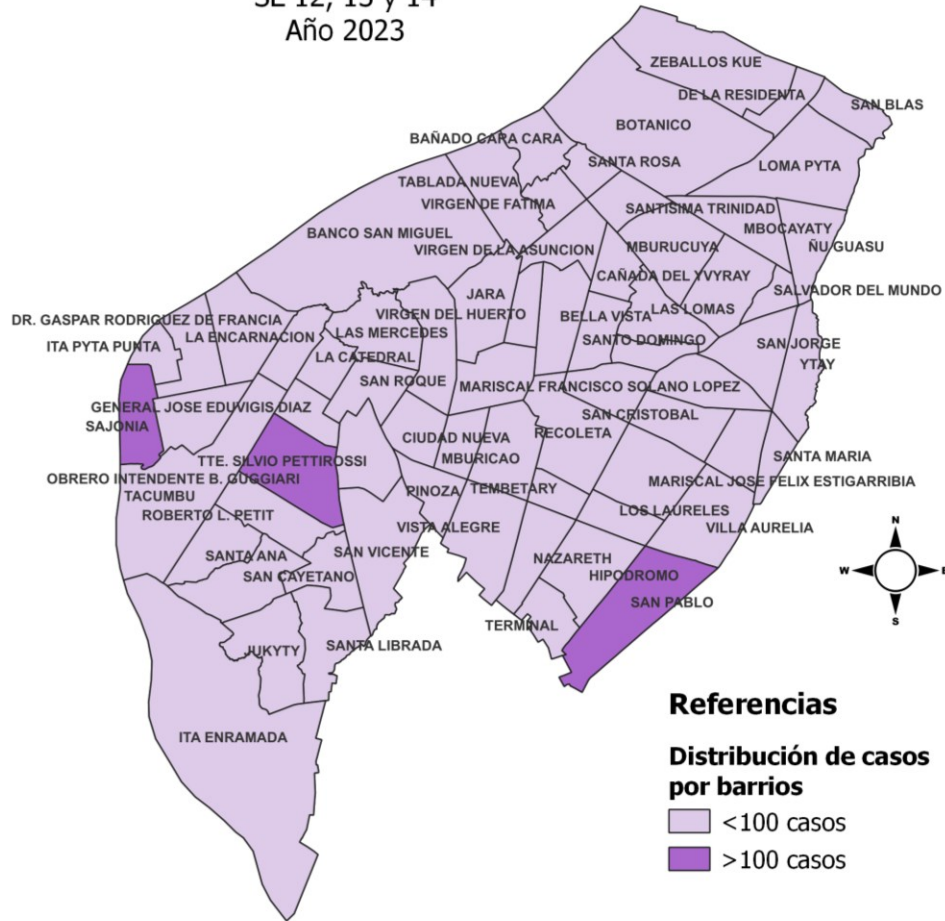 SE 12, 13 y 14
Año 2023
ZEBALLOS KUE
DE LA RESIDENTA
SAN BLAS
BOTANICO
BAÑADO CARA CARA
SANTA ROSA
LOMA PYTA
TABLADA NUEVA
VIRGEN DE FATIMA
SANTISIMA TRINIDAD
MBOCAYATY
BANCO SAN MIGUEL
VIRGEN DE LA ASUNCION
MBURUCUYA
ÑU GUASU
CAÑADA DEL YVYRAY
SALVADOR DEL MUNDO
JARA
LAS LOMAS
VIRGEN DEL HUERTO
BELLA VISTA
DR. GASPAR RODRIGUEZ DE FRANCIA
LAS MERCEDES
LA ENCARNACION
SANTO DOMINGO
SAN JORGE
ITA PYTA PUNTA
LA CATEDRAL
YTAY
SAN ROQUE
MARISCAL FRANCISCO SOLANO LOPEZ
GENERAL JOSE EDUVIGIS DIAZ
SAN CRISTOBAL
SAJONIA
CIUDAD NUEVA
RECOLETA
MBURICAO
SANTA MARIA
TTE. SILVIO PETTIROSSI
OBRERO INTENDENTE B. GUGGIARI
MARISCAL JOSE FELIX ESTIGARRIBIA
TACUMBU
PINOZA
TEMBETARY
ROBERTO L. PETIT
LOS LAURELES
VISTA ALEGRE
VILLA AURELIA
SANTA ANA
SAN VICENTE
NAZARETH
SAN CAYETANO
HIPODROMO
SAN PABLO
TERMINAL
JUKYTY
SANTA LIBRADA
ITA ENRAMADA
N
W
E
S
Referencias
Distribución de casos
por barrios
<100 casos
>100 casos